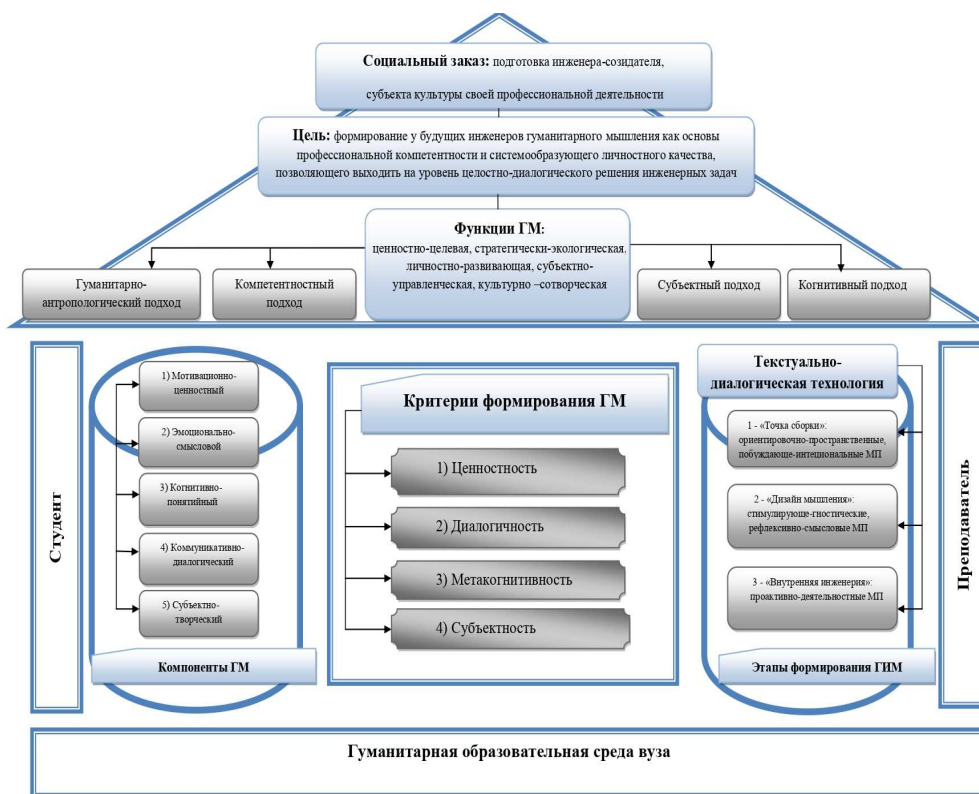 Социальный заказ: подготовка инженера-созидателя,
субъекта культуры своей профессиональной деятельности
Цель: формирование у будущих инженеров гуманитарного мышления как основы
профессиональной компетентности и системообразующего личностного качества,
позволяющего выходить на уровень целостно-диалогического решения инженерных задач
Функции ГМ:
ценностно-целевая, стратегически-экологическая,
личностно-развивающая, субъектно-
управленческая, культурно –сотворческая
Гуманитарно-
антропологический подход
Компетентностный
подход
Субъектный подход
Когнитивный подход
Студент
1) Мотивационно-
ценностный
2) Эмоционально-
смысловой
3) Когнитивно-
понятийный
4) Коммуникативно-
диалогический
5) Субъектно-
творческий
Компоненты ГМ
Критерии формирования ГМ
1) Ценностность
2) Диалогичность
3) Метакогнитивность
4) Субъектность
Текстуально-
диалогическая технология
1 - «Точка сборки»:
ориентировочно-пространственные,
побуждающе-интециональные МП
2 - «Дизайн мышления»:
стимулирующе-гностические,
рефлексивно-смысловые МП
3 - «Внутренняя инженерия»:
проактивно-деятельностные МП
Этапы формирования ГИМ
Преподаватель
Гуманитарная образовательная среда вуза